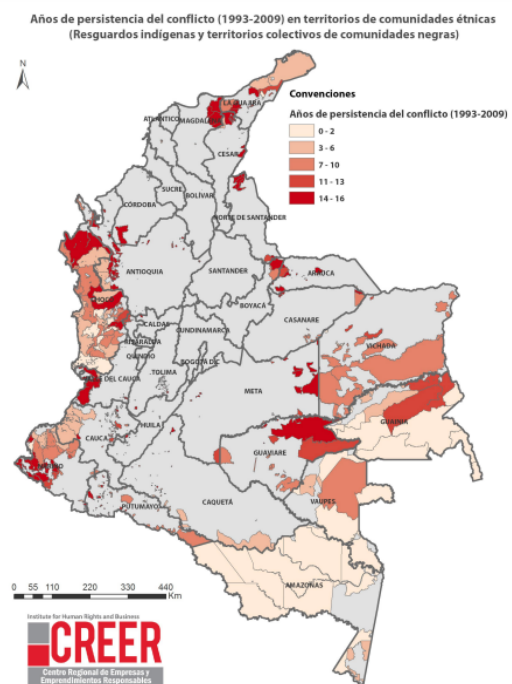 Años de persistencia del conflicto (1993-2009) en territorios de comunidades étnicas
(Resguardos indígenas y territorios colectivos de comunidades negras)
N
Convenciones
Años de persistencia del conflicto (1993-2009)
0 - 2
3 - 6
7 - 10
11 - 13
14 - 16
LA GUAJIRA
ATLÁNTICO
MAGDALENA
CESAR
SUCRE
BOLÍVAR
CÓRDOBA
NORTE DE SANTANDER
ANTIOQUIA
SANTANDER
ARAUCA
CHOCÓ
BOYACÁ
CASANARE
CALDAS
CUNDINAMARCA
VICHADA
RISARALDA
QUINDIO
BOGOTÁ D.C.
TOLIMA
VALLE DEL CAUCA
META
GUAINÍA
HUILA
CAUCA
GUAVIARE
NARIÑO
VAUPES
CAQUETÁ
PUTUMAYO
AMAZONAS
0 55 110 220 330 440
Km
Institute for Human Rights and Business
CREER
Centro Regional de Empresas y
Emprendimientos Responsables